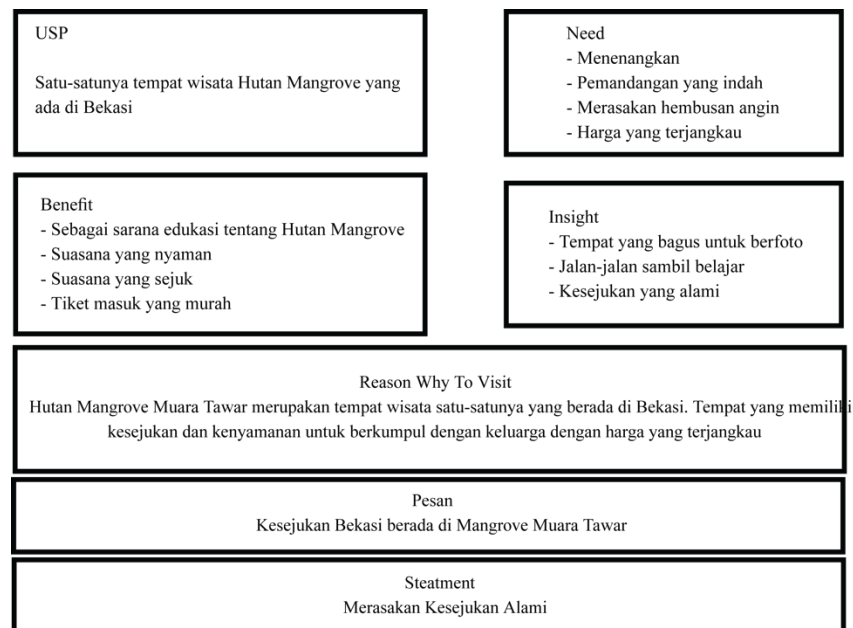 USP
Satu-satunya tempat wisata Hutan Mangrove yang
ada di Bekasi
Need
- Menenangkan
- Pemandangan yang indah
- Merasakan hembusan angin
- Harga yang terjangkau
Benefit
- Sebagai sarana edukasi tentang Hutan Mangrove
- Suasana yang nyaman
- Suasana yang sejuk
- Tiket masuk yang murah
Insight
- Tempat yang bagus untuk berfoto
- Jalan-jalan sambil belajar
- Kesejukan yang alami
Reason Why To Visit
Hutan Mangrove Muara Tawar merupakan tempat wisata satu-satunya yang berada di Bekasi. Tempat yang memiliki
kesejukan dan kenyamanan untuk berkumpul dengan keluarga dengan harga yang terjangkau
Pesan
Kesejukan Bekasi berada di Mangrove Muara Tawar
Steatment
Merasakan Kesejukan Alami